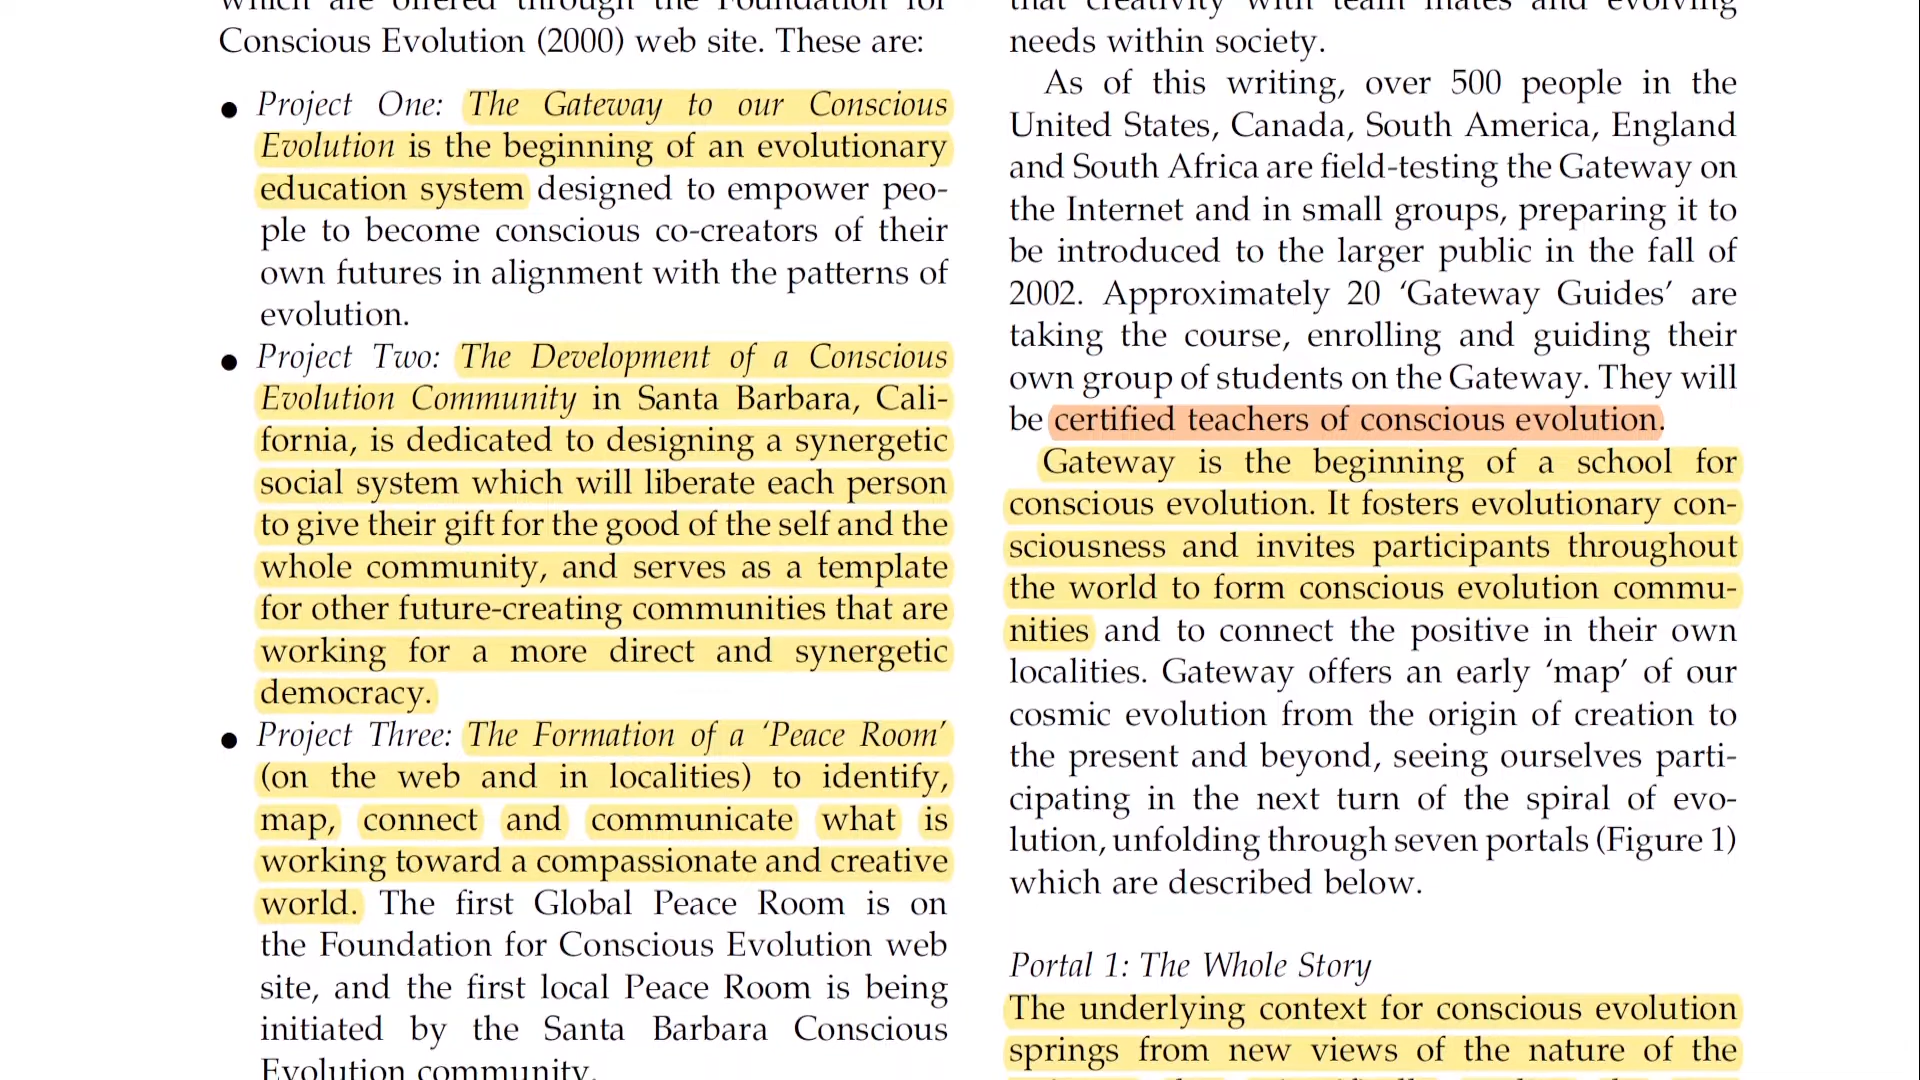 which are offered through the Foundation for
Conscious Evolution (2000) web site. These are:
● Project One: The Gateway to our Conscious
Evolution is the beginning of an evolutionary
education system designed to empower peo-
ple to become conscious co-creators of their
own futures in alignment with the patterns of
evolution.
● Project Two: The Development of a Conscious
Evolution Community in Santa Barbara, Cali-
fornia, is dedicated to designing a synergetic
social system which will liberate each person
to give their gift for the good of the self and the
whole community, and serves as a template
for other future-creating communities that are
working for a more direct and synergetic
democracy.
● Project Three: The Formation of a ‘Peace Room’
(on the web and in localities) to identify,
map, connect and communicate what is
working toward a compassionate and creative
world. The first Global Peace Room is on
the Foundation for Conscious Evolution web
site, and the first local Peace Room is being
initiated by the Santa Barbara Conscious
Evolution community.
that creativity with team mates and evolving
needs within society.
As of this writing, over 500 people in the
United States, Canada, South America, England
and South Africa are field-testing the Gateway on
the Internet and in small groups, preparing it to
be introduced to the larger public in the fall of
2002. Approximately 20 ‘Gateway Guides’ are
taking the course, enrolling and guiding their
own group of students on the Gateway. They will
be certified teachers of conscious evolution.
Gateway is the beginning of a school for
conscious evolution. It fosters evolutionary con-
sciousness and invites participants throughout
the world to form conscious evolution commu-
nities and to connect the positive in their own
localities. Gateway offers an early ‘map’ of our
cosmic evolution from the origin of creation to
the present and beyond, seeing ourselves parti-
cipating in the next turn of the spiral of evo-
lution, unfolding through seven portals (Figure 1)
which are described below.
Portal 1: The Whole Story
The underlying context for conscious evolution
springs from new views of the nature of the